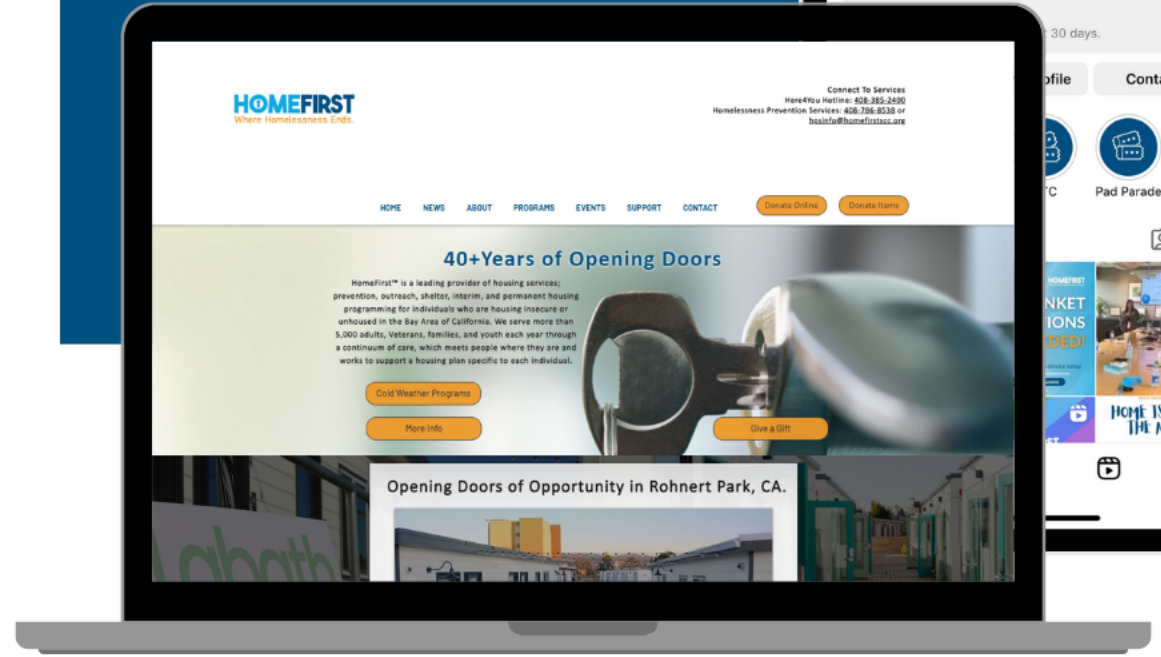 HOMEFIRST
Where Homelessness Ends.
Connect To Services
Here4You Hotline: 408-385-2400
Homelessness Prevention Services: 408-786-8538 or
hpsinfo@homefirstscc.org
HOME NEWS ABOUT PROGRAMS EVENTS SUPPORT CONTACT Donate Online Donate Items
40+Years of Opening Doors
HomeFirst™ is a leading provider of housing services;
prevention, outreach, shelter, interim, and permanent housing
programming for individuals who are housing insecure or
unhoused in the Bay Area of California. We serve more than
5,000 adults, Veterans, families, and youth each year through
a continuum of care, which meets people where they are and
works to support a housing plan specific to each individual.
Cold Weather Programs
More Info
Give a Gift
Opening Doors of Opportunity in Rohnert Park, CA.
30 days.
ofile Conta
TC Pad Parade
HOMEFIRST
NKET
IONS
DED!
HOME IS
THE